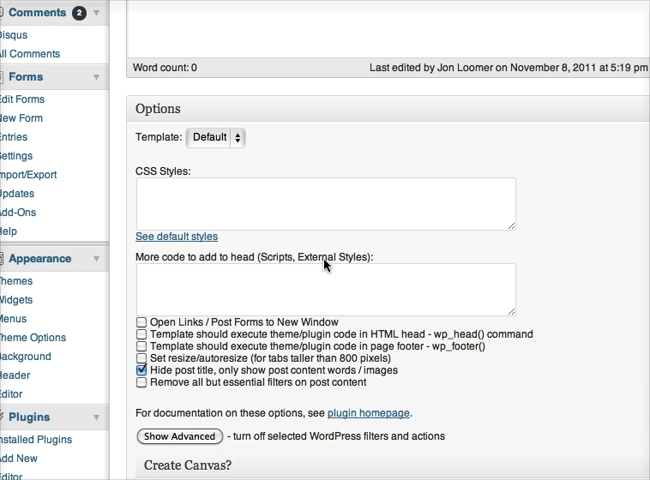 Comments 2
Disqus
All Comments
Forms
Edit Forms
New Form
Entries
Settings
Import/Export
Updates
Add-Ons
Help
Appearance
Themes
Widgets
Menus
Theme Options
Background
Header
Editor
Plugins
Installed Plugins
Add New
Editor
Word count: 0 Last edited by Jon Loomer on November 8, 2011 at 5:19 pm
Options
Template: Default
CSS Styles:
See default styles
More code to add to head (Scripts, External Styles):
Open Links / Post Forms to New Window
Template should execute theme/plugin code in HTML head - wp_head() command
Template should execute theme/plugin code in page footer - wp_footer()
Set resize/autoresize (for tabs taller than 800 pixels)
Hide post title, only show post content words / images
Remove all but essential filters on post content
For documentation on these options, see plugin homepage.
Show Advanced - turn off selected WordPress filters and actions
Create Canvas?